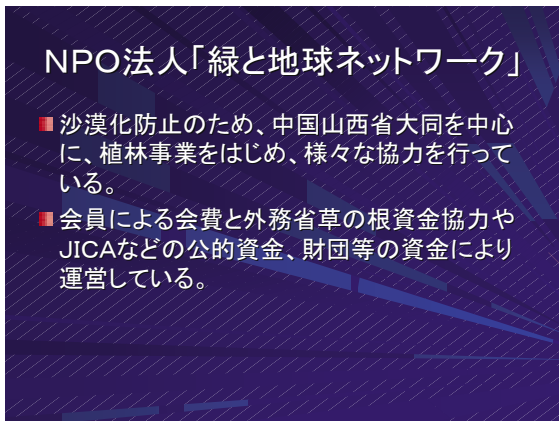 NPO法人「緑と地球ネットワーク」
沙漠化防止のため、中国山西省大同を中心
に、植林事業をはじめ、様々な協力を行って
いる。
会員による会費と外務省草の根資金協力や
JICAなどの公的資金、財団等の資金により
運営している。